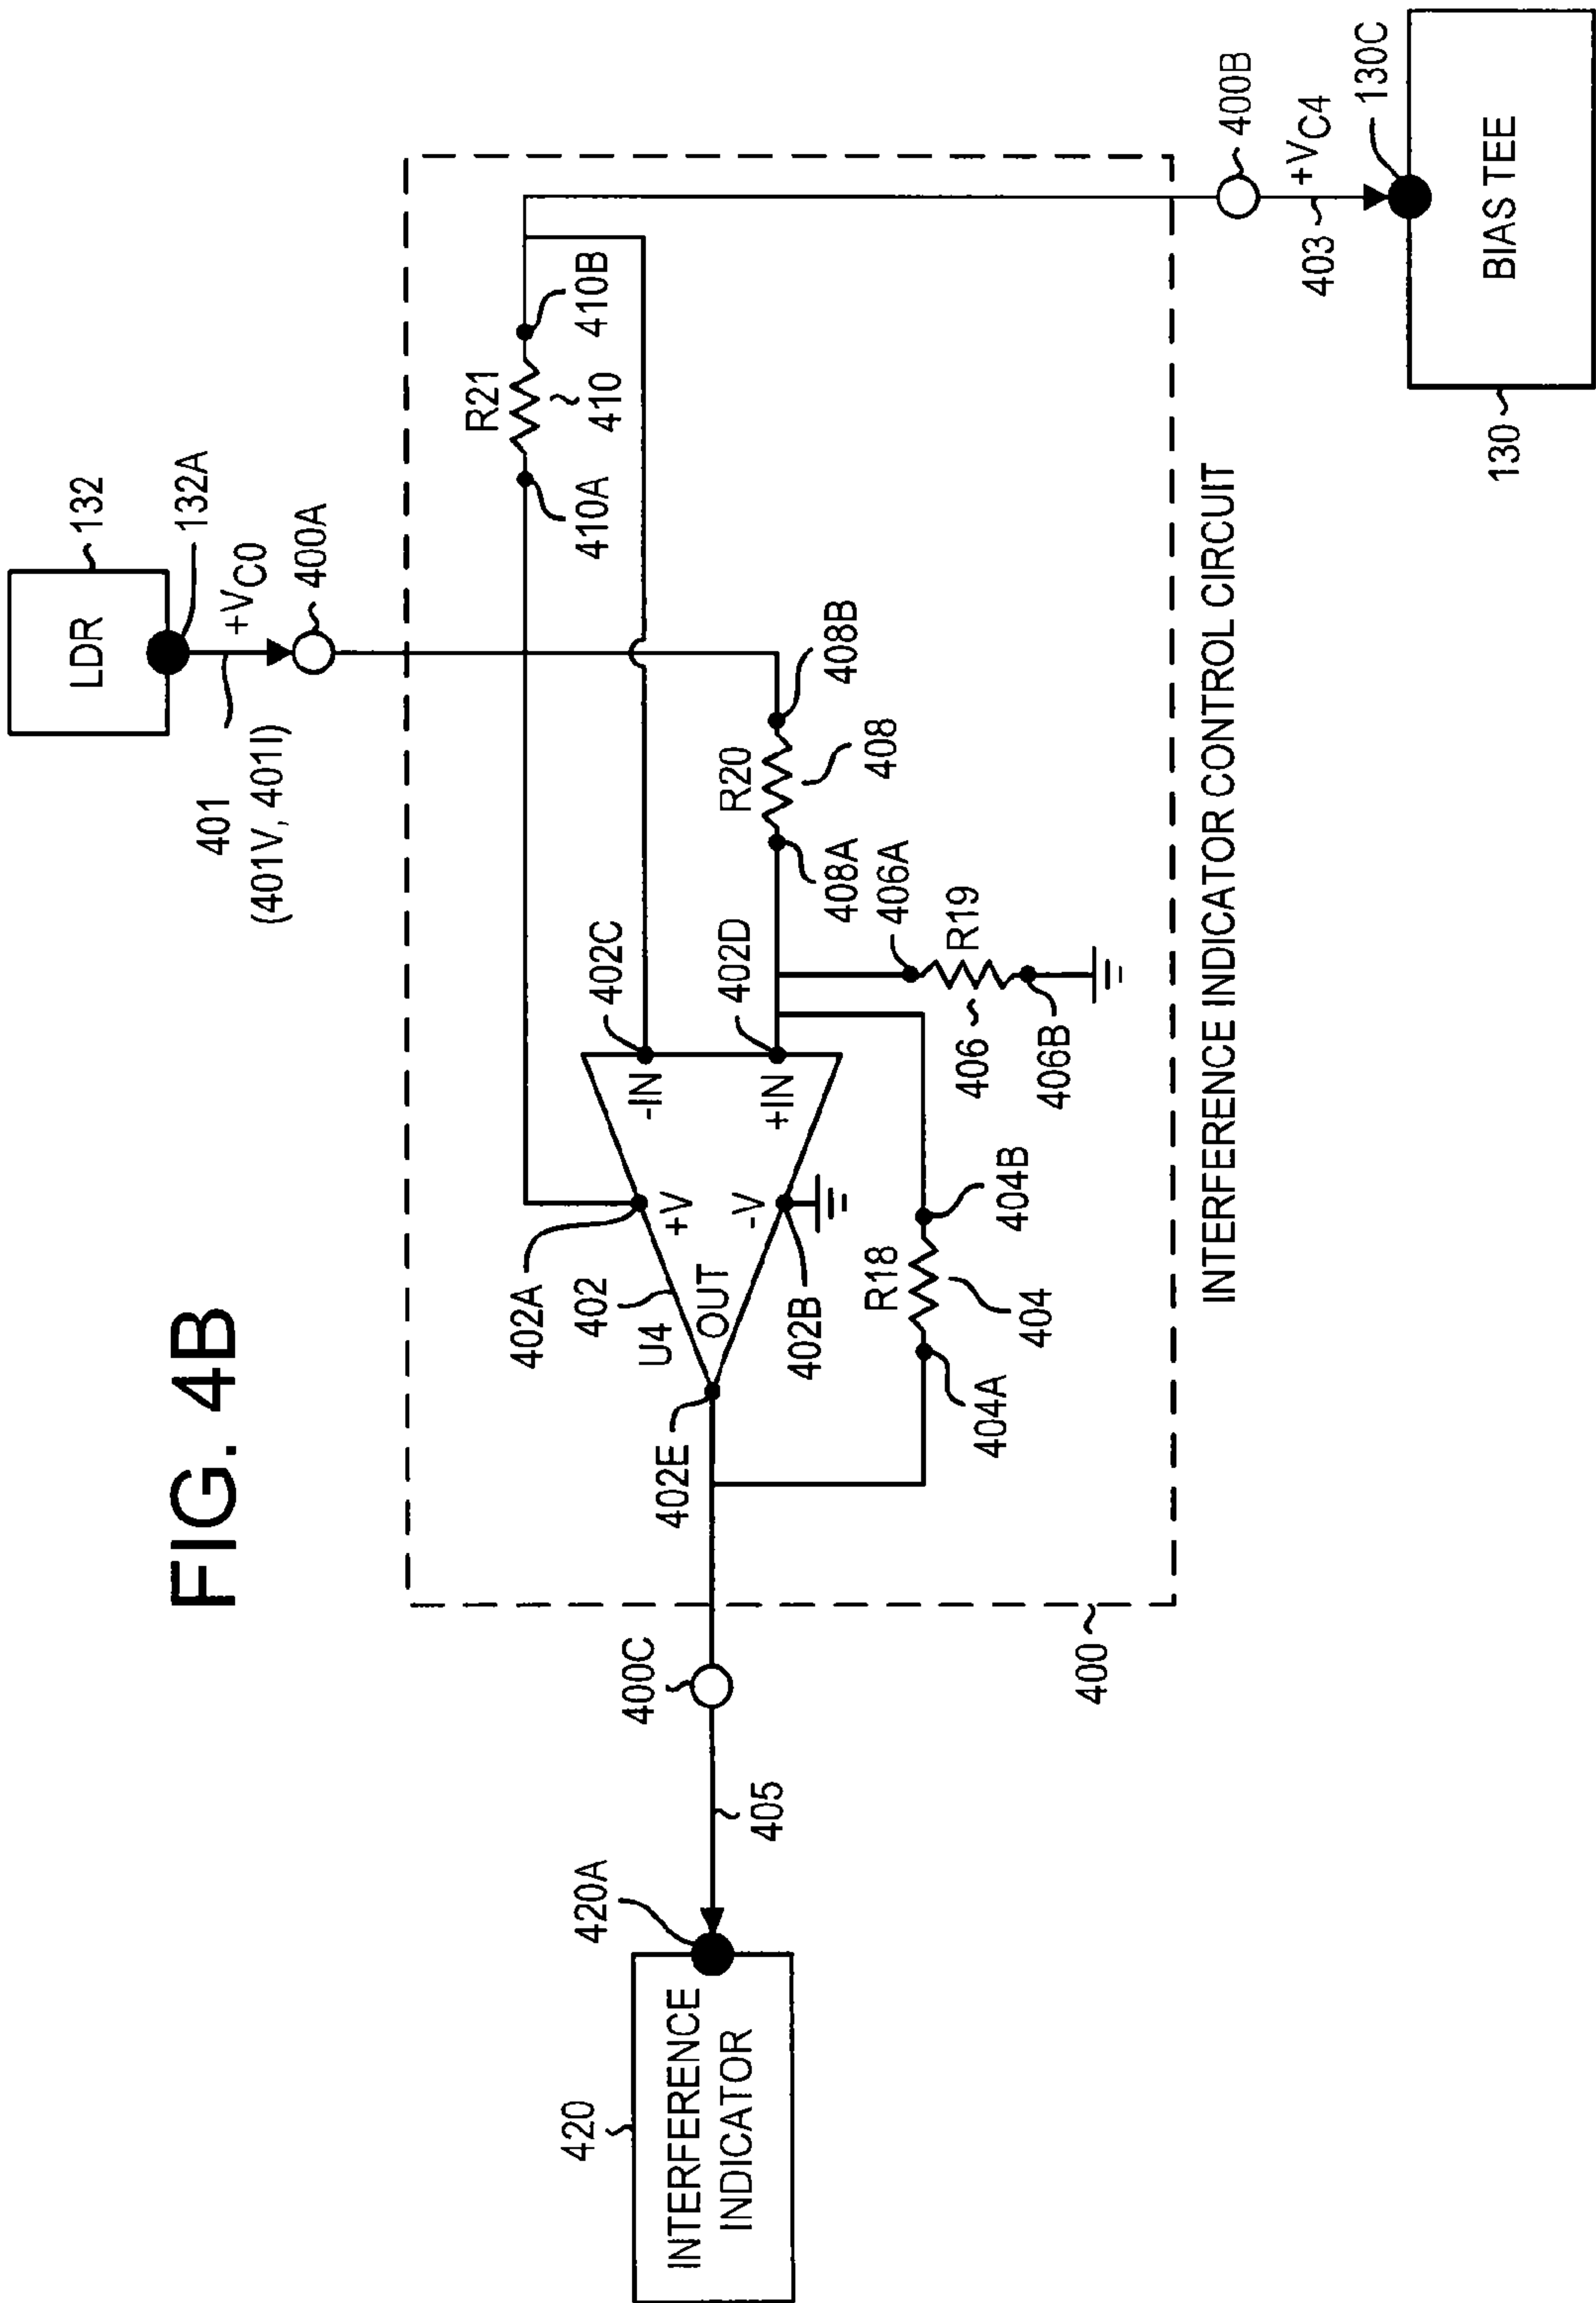 FIG. 4B
LDR
132
132A
+VC0
400A
401
(401V, 401I)
R21
410A
410
410B
400B
+VC4
403
130C
BIAS TEE
130
408B
R20
408
408A
406A
R19
406
406B
402C
402D
-IN
+IN
+V
-V
OUT
402A
402
U4
402B
402E
R18
404B
404
404A
INTERFERENCE INDICATOR CONTROL CIRCUIT
400
400C
405
420A
420
INTERFERENCE
INDICATOR